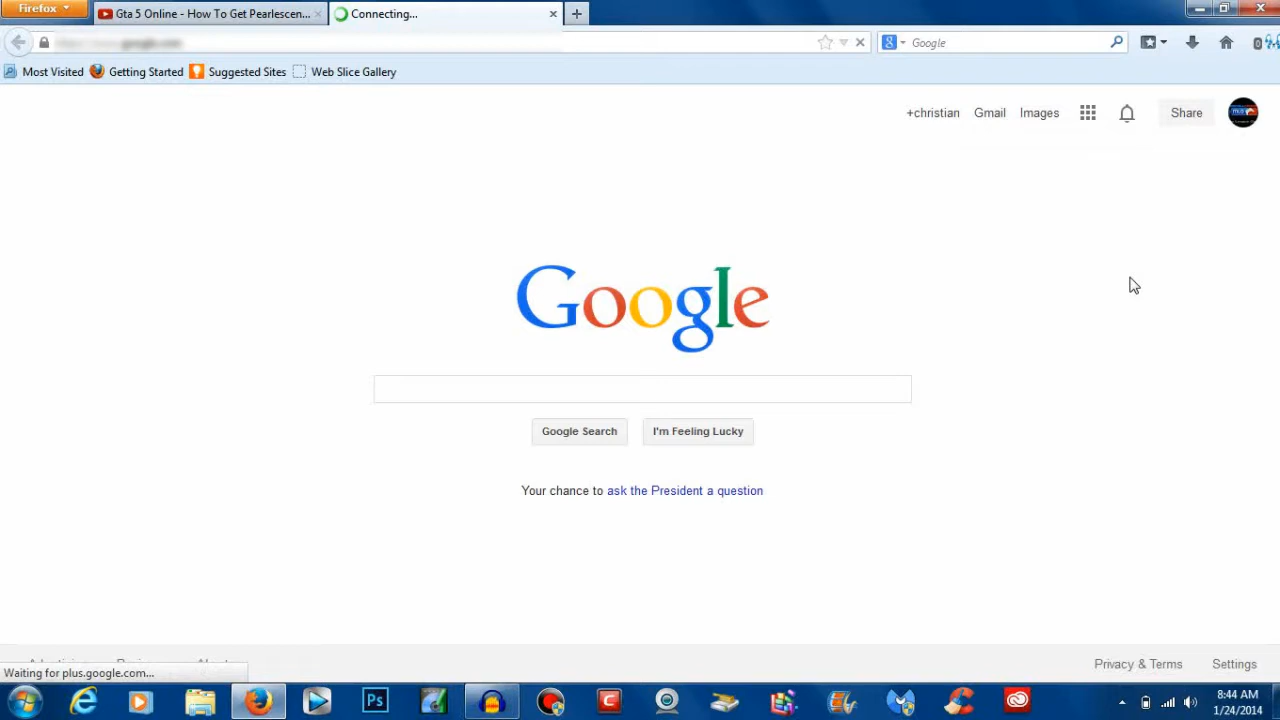 Firefox
Gta 5 Online - How To Get Pearlescen...
Connecting...
Google
Most Visited
Getting Started
Suggested Sites
Web Slice Gallery
+christian
Gmail
Images
Share
Google
Google Search
I'm Feeling Lucky
Your chance to ask the President a question
Privacy & Terms
Settings
Waiting for plus.google.com...
Ps
8:44 AM
1/24/2014